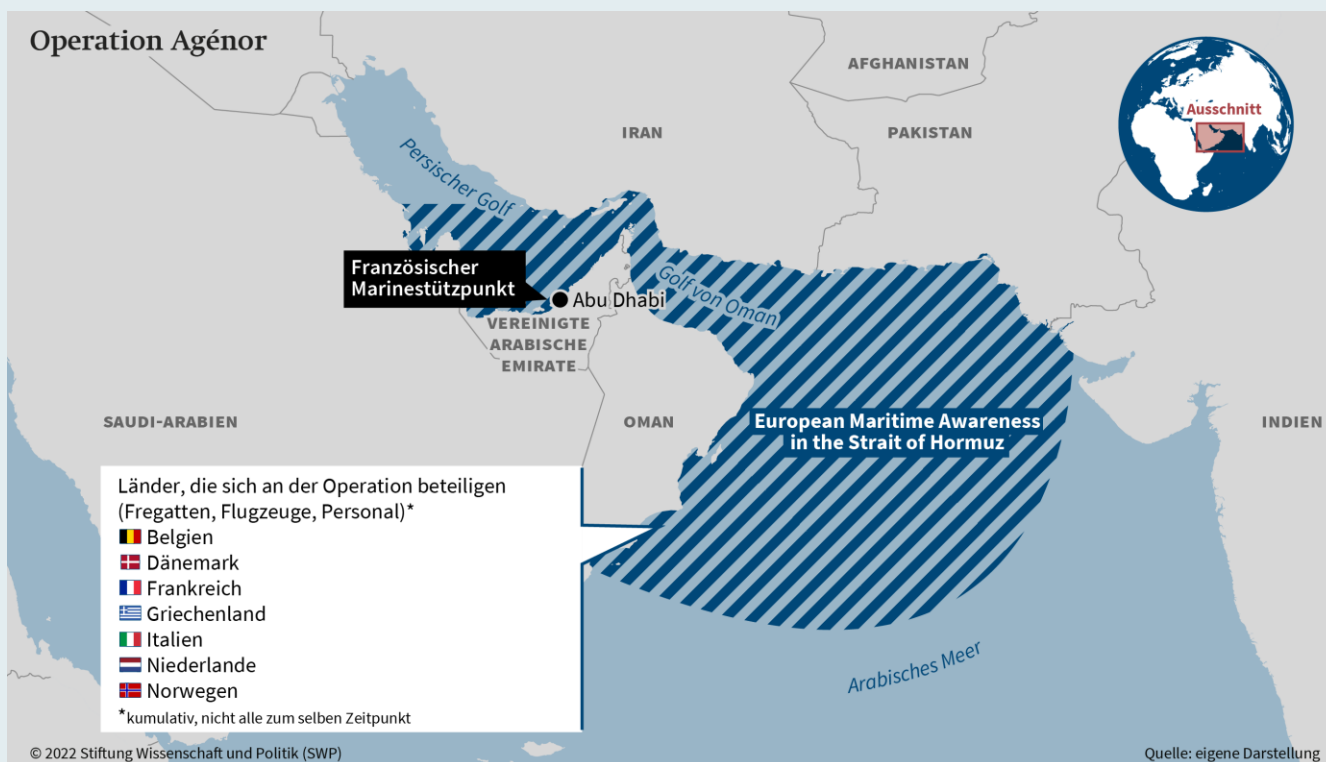 Operation Agénor
AFGHANISTAN
Ausschnitt
IRAN
PAKISTAN
Persischer Golf
Französischer
Marinestützpunkt
Abu Dhabi
Golf von Oman
VEREINIGTE
ARABISCHE
EMIRATE
SAUDI-ARABIEN
OMAN
European Maritime Awareness
in the Strait of Hormuz
INDIEN
Länder, die sich an der Operation beteiligen
(Fregatten, Flugzeuge, Personal)*
Belgien
Dänemark
Frankreich
Griechenland
Italien
Niederlande
Norwegen
*kumulativ, nicht alle zum selben Zeitpunkt
Arabisches Meer
© 2022 Stiftung Wissenschaft und Politik (SWP)
Quelle: eigene Darstellung